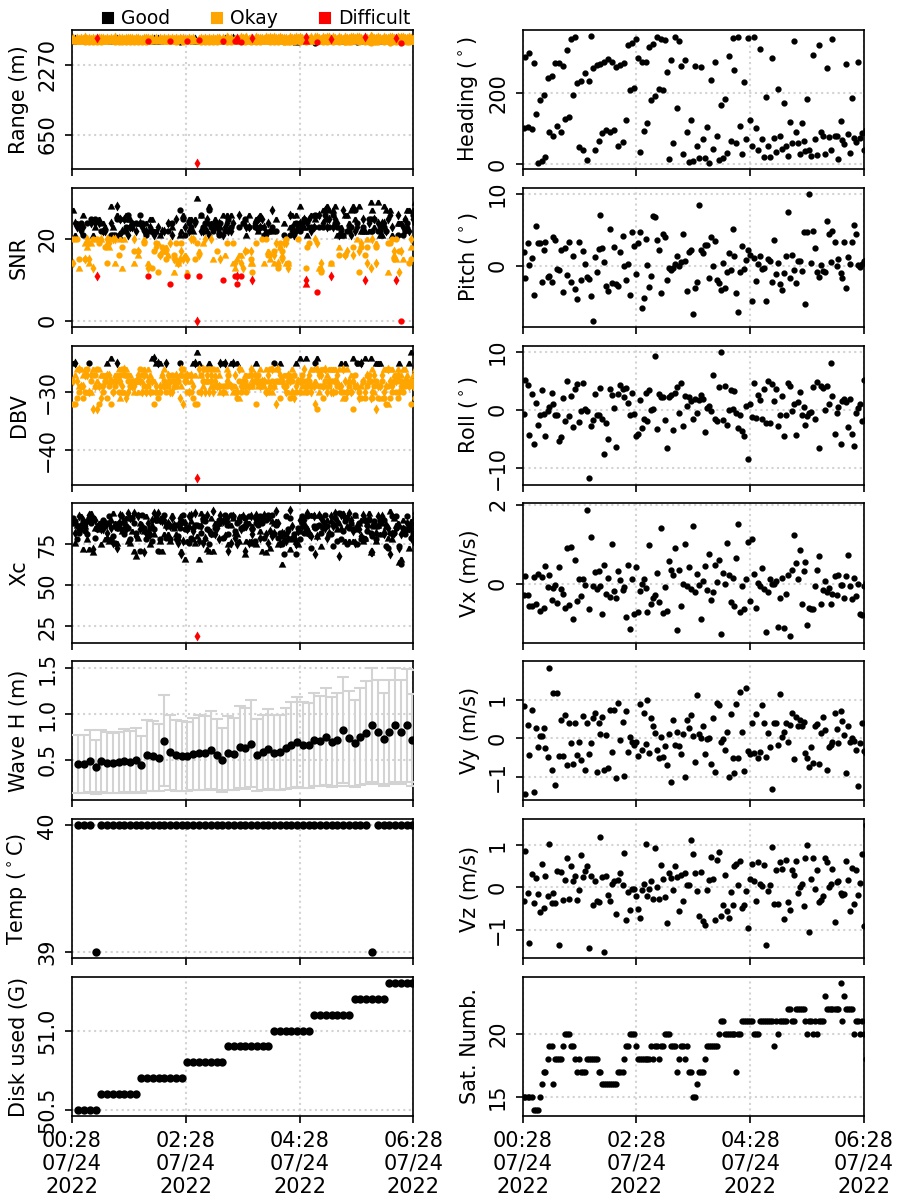 Good Okay Difficult
Range (m)
2270
650
Heading (°)
200
0
SNR
20
0
Pitch (°)
10
0
DBV
−30
−40
Roll (°)
10
0
−10
Xc
75
50
25
Vx (m/s)
2
0
Wave H (m)
1.5
1.0
0.5
Vy (m/s)
1
0
−1
Temp (°C)
40
39
Vz (m/s)
1
0
−1
Disk used (G)
51.0
50.5
Sat. Numb.
20
15
00:28 02:28 04:28 06:28
07/24 07/24 07/24 07/24
2022 2022 2022 2022
00:28 02:28 04:28 06:28
07/24 07/24 07/24 07/24
2022 2022 2022 2022